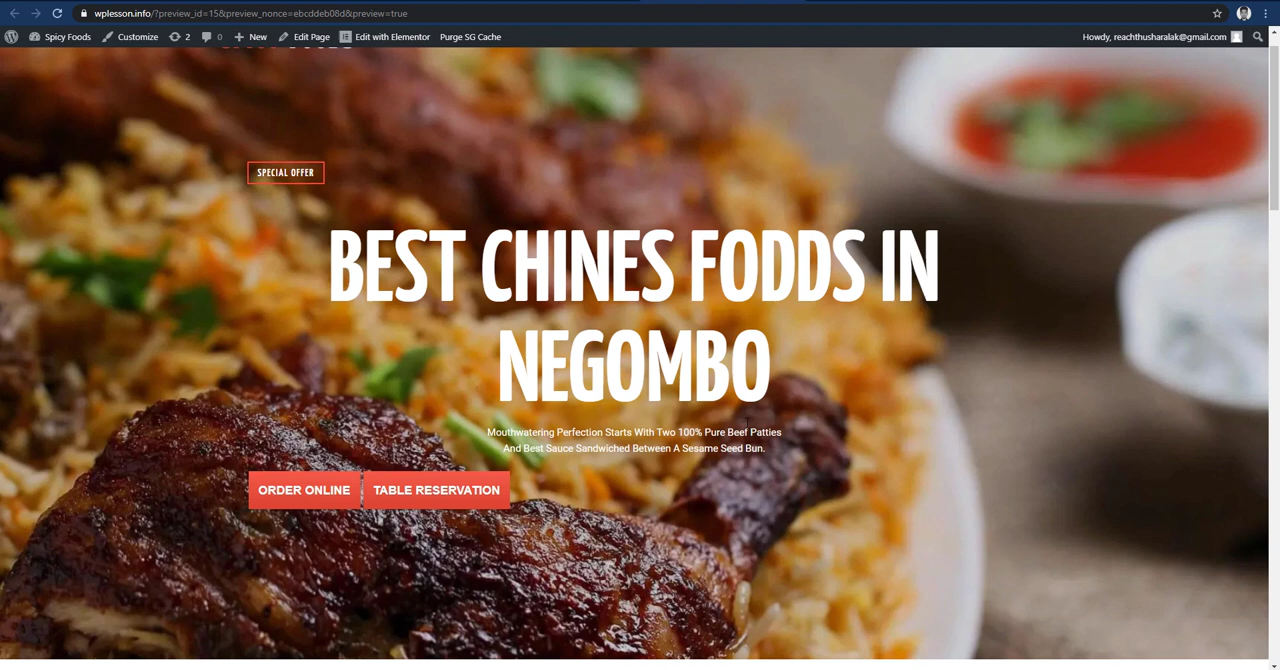 wplesson.info/?preview_id=15&preview_nonce=ebcddeb08d&preview=true
Spicy Foods Customize 2 0 New Edit Page Edit with Elementor Purge SG Cache Howdy, reachthusharalak@gmail.com
SPECIAL OFFER
BEST CHINES FODDS IN
NEGOMBO
Mouthwatering Perfection Starts With Two 100% Pure Beef Patties
And Best Sauce Sandwiched Between A Sesame Seed Bun.
ORDER ONLINE TABLE RESERVATION